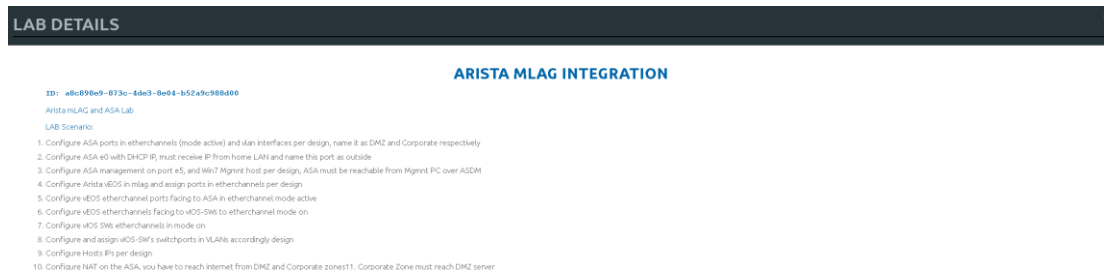 LAB DETAILS
ARISTA MLAG INTEGRATION
ID: a8c898e9-873c-4de3-8e04-b52a9c988d00
Arista mLAG and ASA Lab
LAB Scenario:
1. Configure ASA ports in etherchannels (mode active) and vlan interfaces per design, name it as DMZ and Corporate respectively
2. Configure ASA e0 with DHCP IP, must receive IP from home LAN and name this port as outside
3. Configure ASA management on port e5, and Win7 Mgmnt host per design, ASA must be reachable from Mgmnt PC over ASDM
4. Configure Arista vEOS in mlag and assign ports in etherchannels per design
5. Configure vEOS etherchannel ports facing to ASA in etherchannel mode active
6. Configure vEOS etherchannels facing to vIOS-SWs to etherchannel mode on
7. Configure vIOS SWs etherchannels in mode on
8. Configure and assign vIOS-SW's switchports in VLANs accordingly design
9. Configure Hosts IPs per design
10. Configure NAT on the ASA, you have to reach internet from DMZ and Corporate zones11. Corporate Zone must reach DMZ server